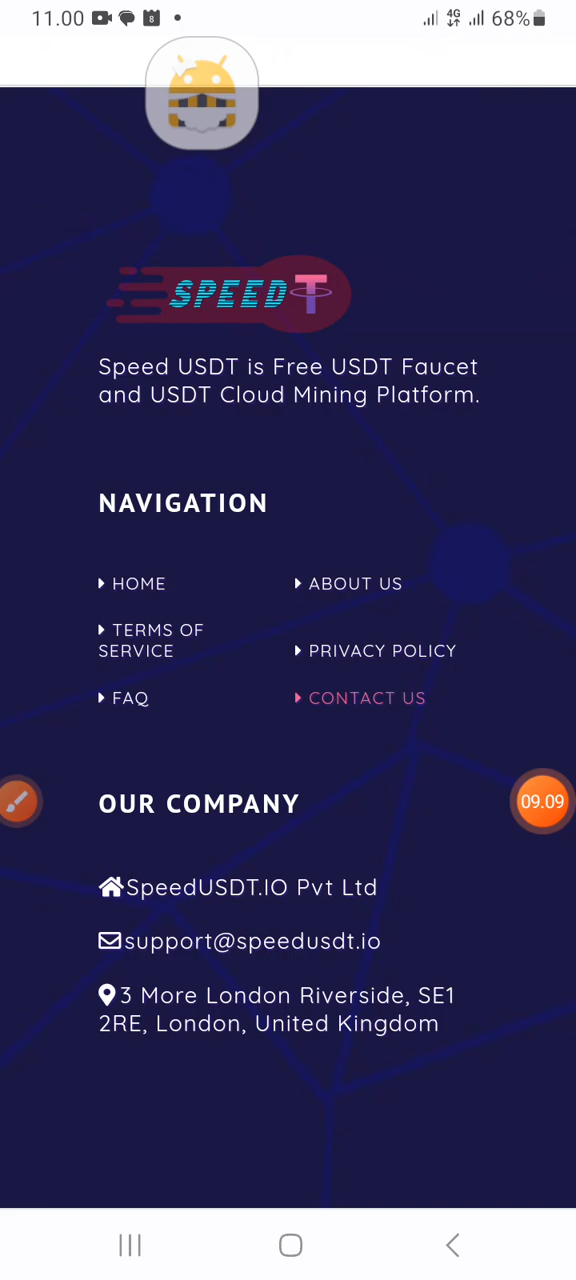 11.00
8
4G
68%
SPEED T
Speed USDT is Free USDT Faucet
and USDT Cloud Mining Platform.
NAVIGATION
HOME
ABOUT US
TERMS OF
SERVICE
PRIVACY POLICY
FAQ
CONTACT US
OUR COMPANY
09.09
SpeedUSDT.IO Pvt Ltd
support@speedusdt.io
3 More London Riverside, SE1
2RE, London, United Kingdom